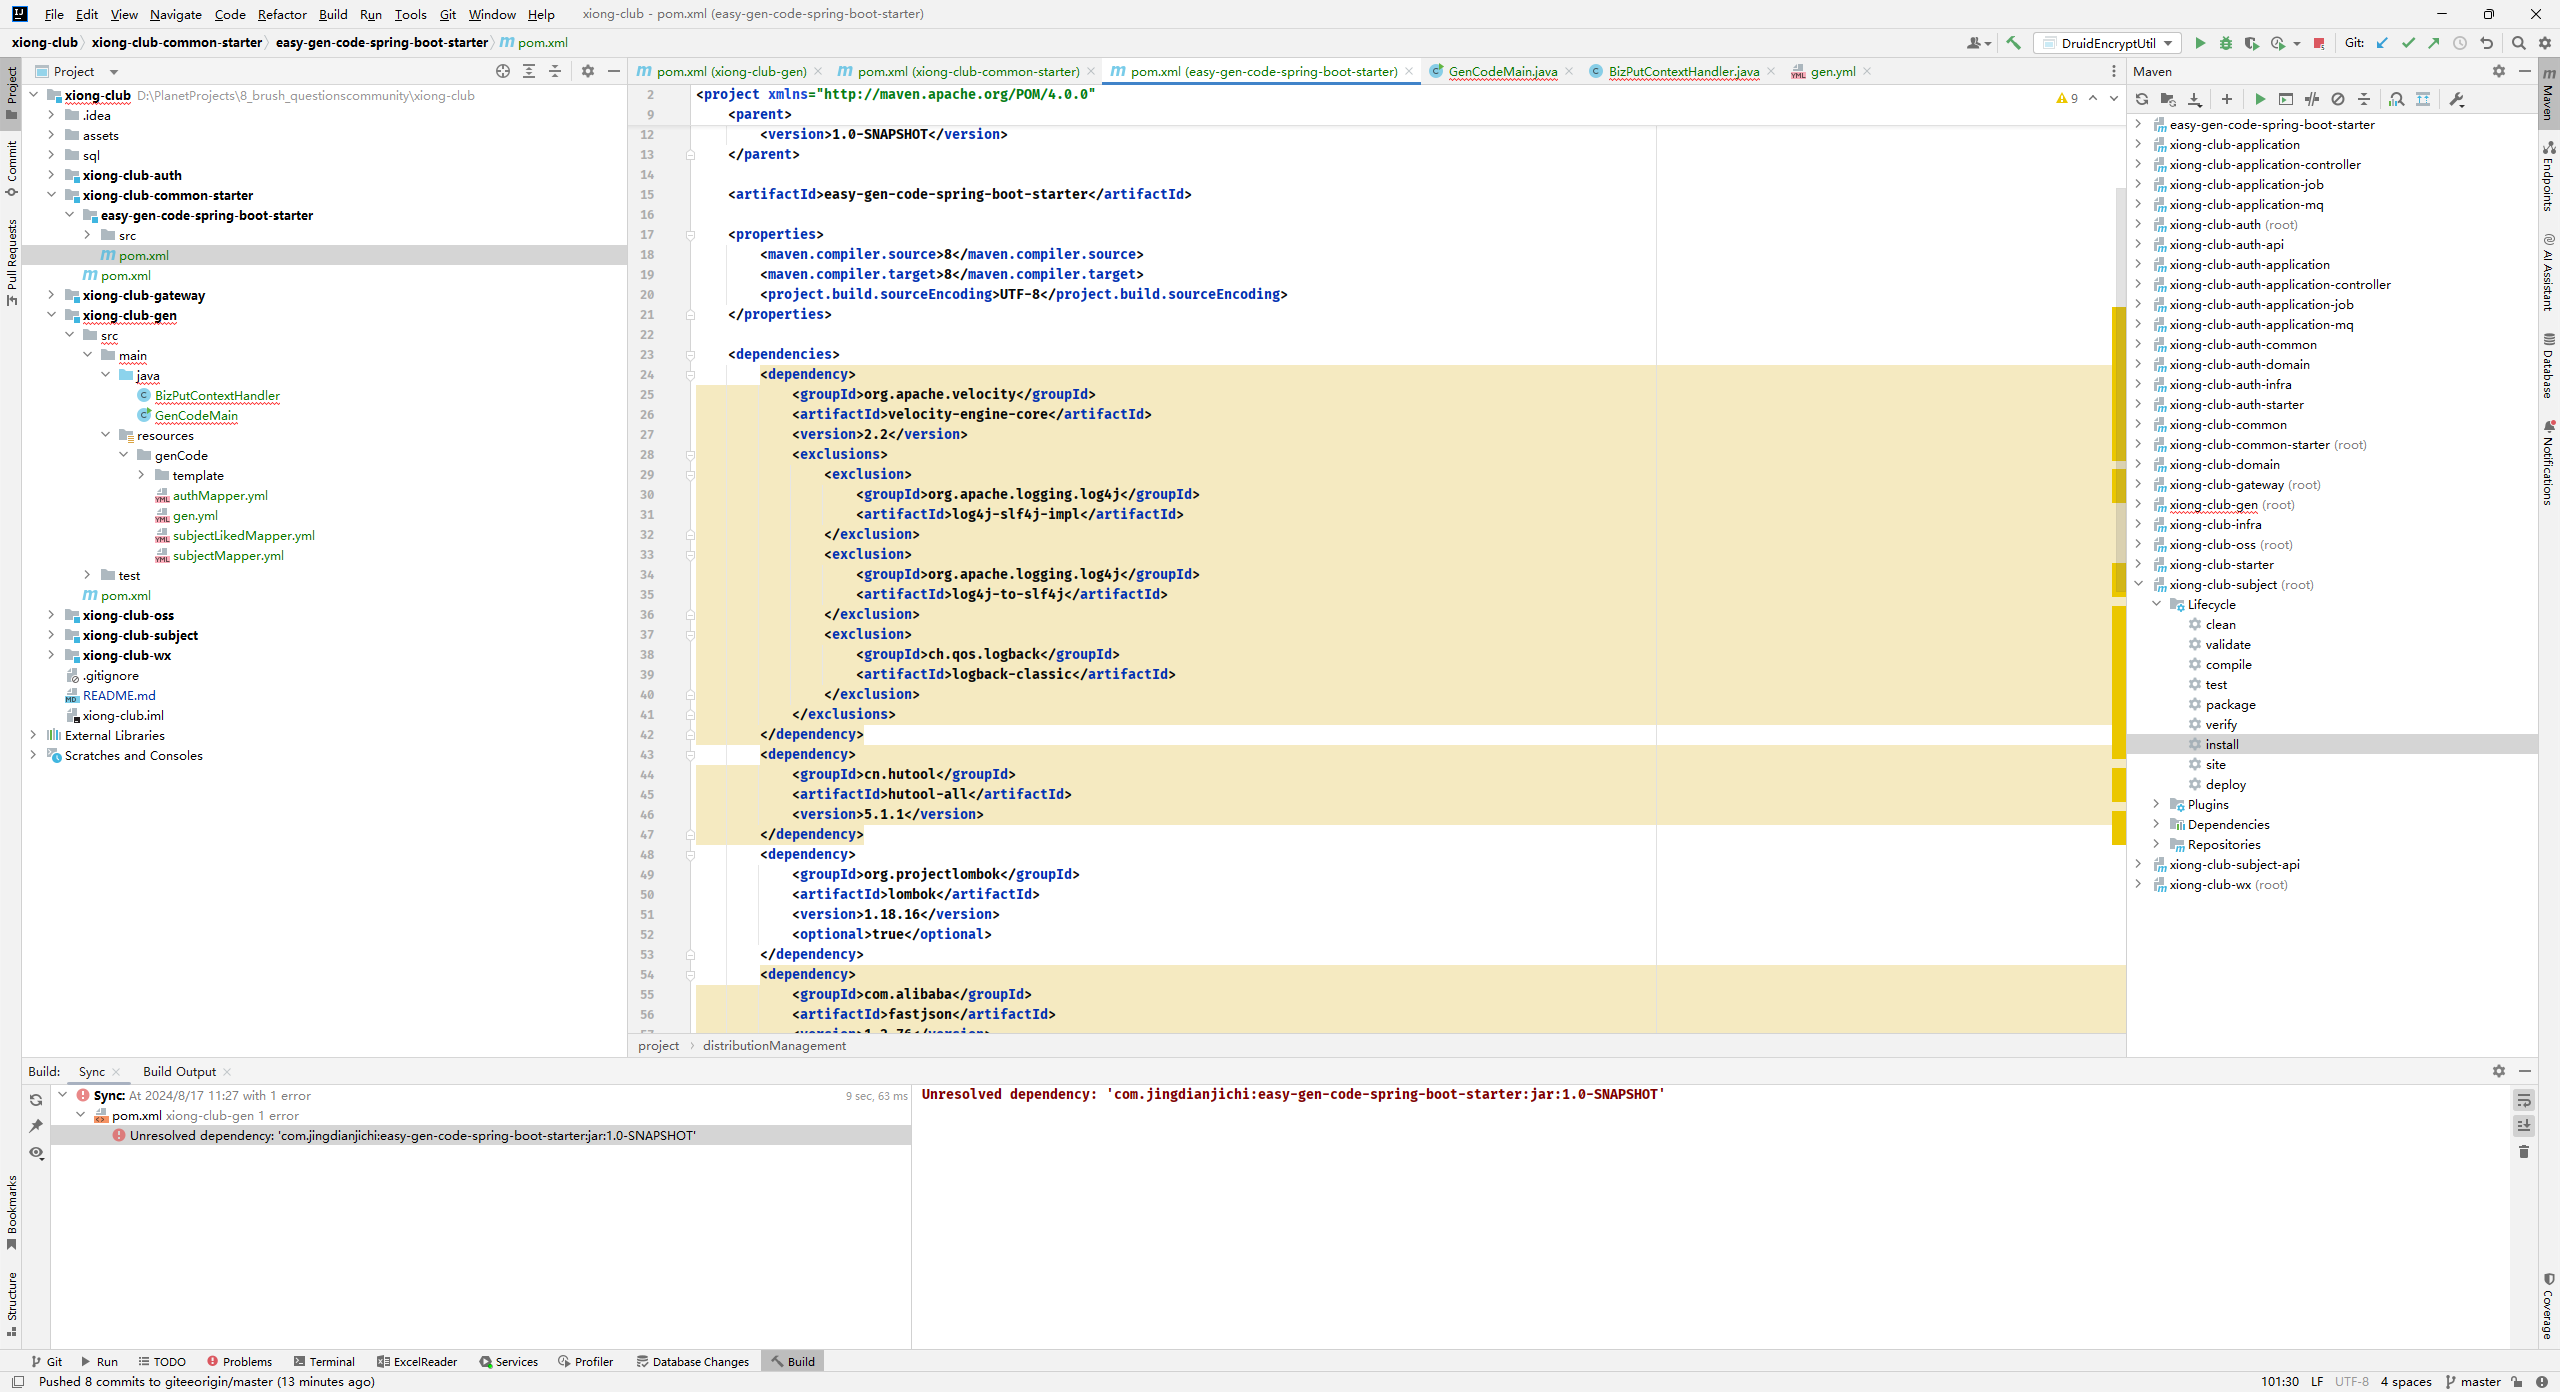 File Edit View Navigate Code Refactor Build Run Tools Git Window Help xiong-club - pom.xml (easy-gen-code-spring-boot-starter)
xiong-club xiong-club-common-starter easy-gen-code-spring-boot-starter pom.xml DruidEncryptUtil Git:
Project
Commit
Pull Requests
Bookmarks
Structure
Project
xiong-club D:\PlanetProjects\8_brush_questionscommunity\xiong-club
.idea
assets
sql
xiong-club-auth
xiong-club-common-starter
easy-gen-code-spring-boot-starter
src
pom.xml
pom.xml
xiong-club-gateway
xiong-club-gen
src
main
java
BizPutContextHandler
GenCodeMain
resources
genCode
template
authMapper.yml
gen.yml
subjectLikedMapper.yml
subjectMapper.yml
test
pom.xml
xiong-club-oss
xiong-club-subject
xiong-club-wx
.gitignore
README.md
xiong-club.iml
External Libraries
Scratches and Consoles
pom.xml (xiong-club-gen) pom.xml (xiong-club-common-starter) pom.xml (easy-gen-code-spring-boot-starter) GenCodeMain.java BizPutContextHandler.java gen.yml
9
2 <project xmlns="http://maven.apache.org/POM/4.0.0"
9 <parent>
12 <version>1.0-SNAPSHOT</version>
13 </parent>
14
15 <artifactId>easy-gen-code-spring-boot-starter</artifactId>
16
17 <properties>
18 <maven.compiler.source>8</maven.compiler.source>
19 <maven.compiler.target>8</maven.compiler.target>
20 <project.build.sourceEncoding>UTF-8</project.build.sourceEncoding>
21 </properties>
22
23 <dependencies>
24 <dependency>
25 <groupId>org.apache.velocity</groupId>
26 <artifactId>velocity-engine-core</artifactId>
27 <version>2.2</version>
28 <exclusions>
29 <exclusion>
30 <groupId>org.apache.logging.log4j</groupId>
31 <artifactId>log4j-slf4j-impl</artifactId>
32 </exclusion>
33 <exclusion>
34 <groupId>org.apache.logging.log4j</groupId>
35 <artifactId>log4j-to-slf4j</artifactId>
36 </exclusion>
37 <exclusion>
38 <groupId>ch.qos.logback</groupId>
39 <artifactId>logback-classic</artifactId>
40 </exclusion>
41 </exclusions>
42 </dependency>
43 <dependency>
44 <groupId>cn.hutool</groupId>
45 <artifactId>hutool-all</artifactId>
46 <version>5.1.1</version>
47 </dependency>
48 <dependency>
49 <groupId>org.projectlombok</groupId>
50 <artifactId>lombok</artifactId>
51 <version>1.18.16</version>
52 <optional>true</optional>
53 </dependency>
54 <dependency>
55 <groupId>com.alibaba</groupId>
56 <artifactId>fastjson</artifactId>
57 <version>1.2.76</version>
project distributionManagement
Maven
easy-gen-code-spring-boot-starter
xiong-club-application
xiong-club-application-controller
xiong-club-application-job
xiong-club-application-mq
xiong-club-auth (root)
xiong-club-auth-api
xiong-club-auth-application
xiong-club-auth-application-controller
xiong-club-auth-application-job
xiong-club-auth-application-mq
xiong-club-auth-common
xiong-club-auth-domain
xiong-club-auth-infra
xiong-club-auth-starter
xiong-club-common
xiong-club-common-starter (root)
xiong-club-domain
xiong-club-gateway (root)
xiong-club-gen (root)
xiong-club-infra
xiong-club-oss (root)
xiong-club-starter
xiong-club-subject (root)
Lifecycle
clean
validate
compile
test
package
verify
install
site
deploy
Plugins
Dependencies
Repositories
xiong-club-subject-api
xiong-club-wx (root)
Maven
Endpoints
AI Assistant
Database
Notifications
Coverage
Build: Sync Build Output
Sync: At 2024/8/17 11:27 with 1 error 9 sec, 63 ms
pom.xml xiong-club-gen 1 error
Unresolved dependency: 'com.jingdianjichi:easy-gen-code-spring-boot-starter:jar:1.0-SNAPSHOT'
Unresolved dependency: 'com.jingdianjichi:easy-gen-code-spring-boot-starter:jar:1.0-SNAPSHOT'
Git Run TODO Problems Terminal ExcelReader Services Profiler Database Changes Build
Pushed 8 commits to giteeorigin/master (13 minutes ago) 101:30 LF UTF-8 4 spaces master